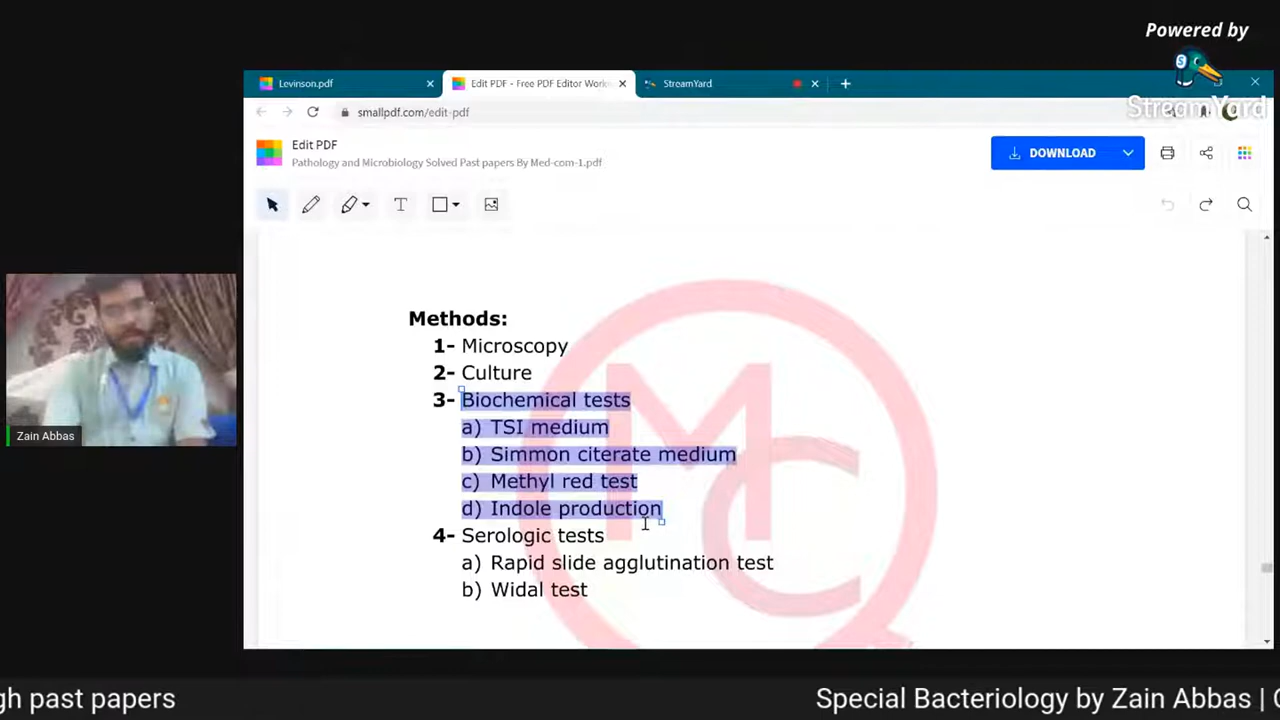 Powered by
StreamYard
Levinson.pdf
Edit PDF - Free PDF Editor Work
StreamYard
smallpdf.com/edit-pdf
Edit PDF
Pathology and Microbiology Solved Past papers By Med-com-1.pdf
DOWNLOAD
T
Methods:
1- Microscopy
2- Culture
3- Biochemical tests
a) TSI medium
b) Simmon citerate medium
c) Methyl red test
d) Indole production
4- Serologic tests
a) Rapid slide agglutination test
b) Widal test
MC
Zain Abbas
gh past papers
Special Bacteriology by Zain Abbas |